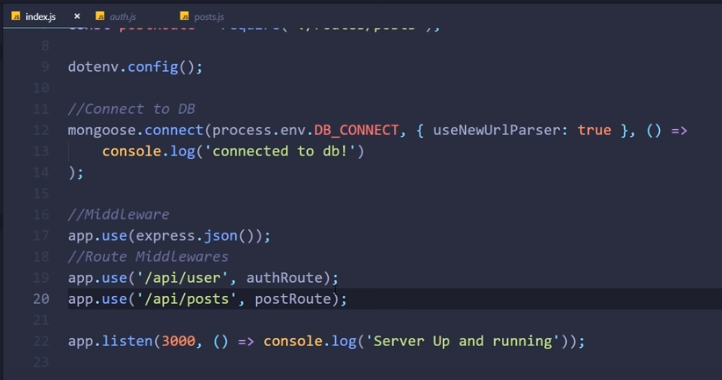 index.js × auth.js posts.js
8
9 dotenv.config();
10
11 //Connect to DB
12 mongoose.connect(process.env.DB_CONNECT, { useNewUrlParser: true }, () =>
13 console.log('connected to db!')
14 );
15
16 //Middleware
17 app.use(express.json());
18 //Route Middlewares
19 app.use('/api/user', authRoute);
20 app.use('/api/posts', postRoute);
21
22 app.listen(3000, () => console.log('Server Up and running'));
23